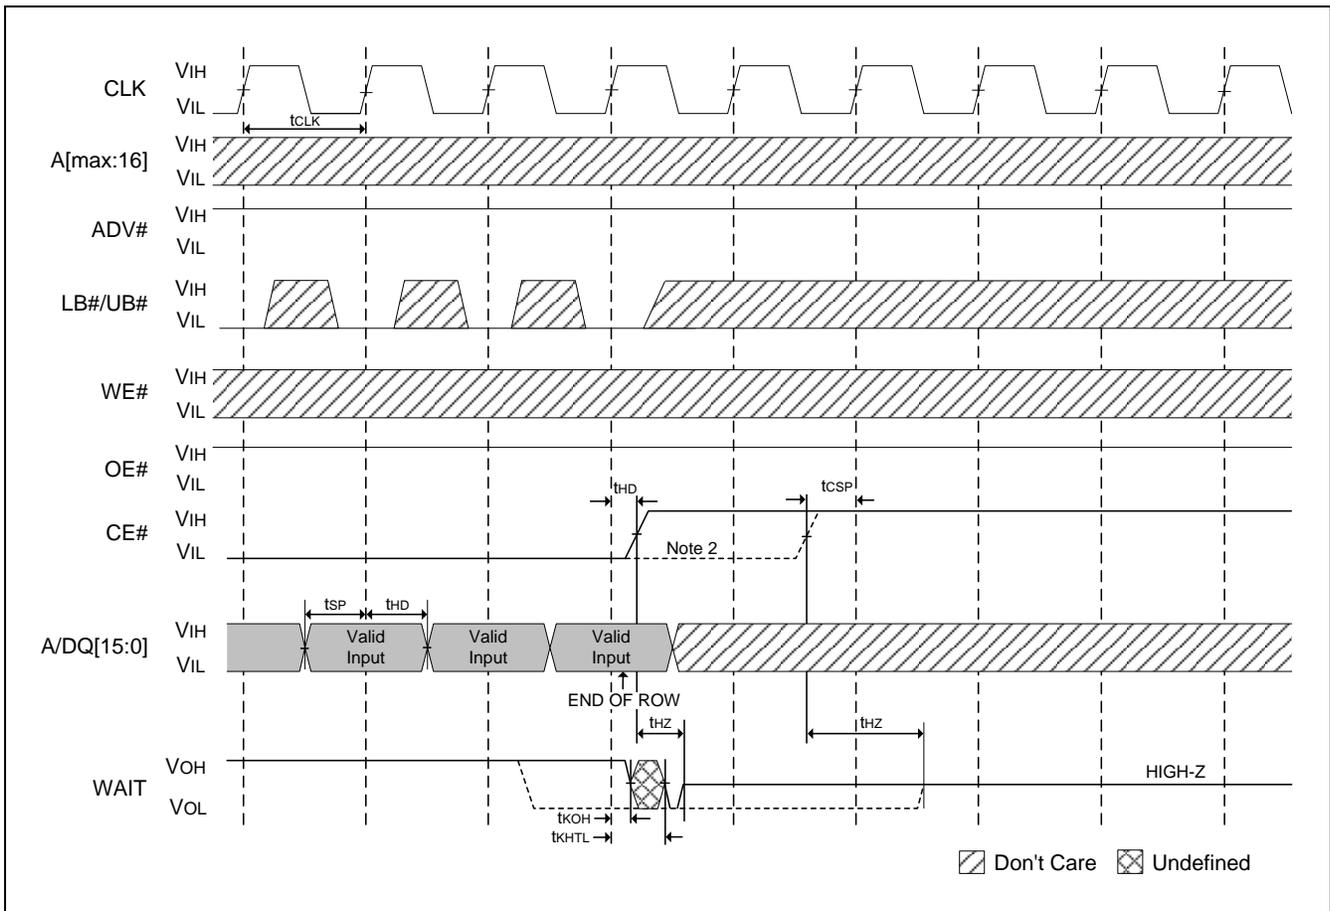 CLK
VIH
VIL
tCLK
A[max:16]
VIH
VIL
ADV#
VIH
VIL
LB#/UB#
VIH
VIL
WE#
VIH
VIL
OE#
VIH
VIL
tHD
tCSP
CE#
VIH
VIL
Note 2
tSP
tHD
A/DQ[15:0]
VIH
VIL
Valid
Input
Valid
Input
Valid
Input
END OF ROW
tHZ
tHZ
WAIT
VOH
VOL
HIGH-Z
tKOH
tKHTL
Don't Care
Undefined